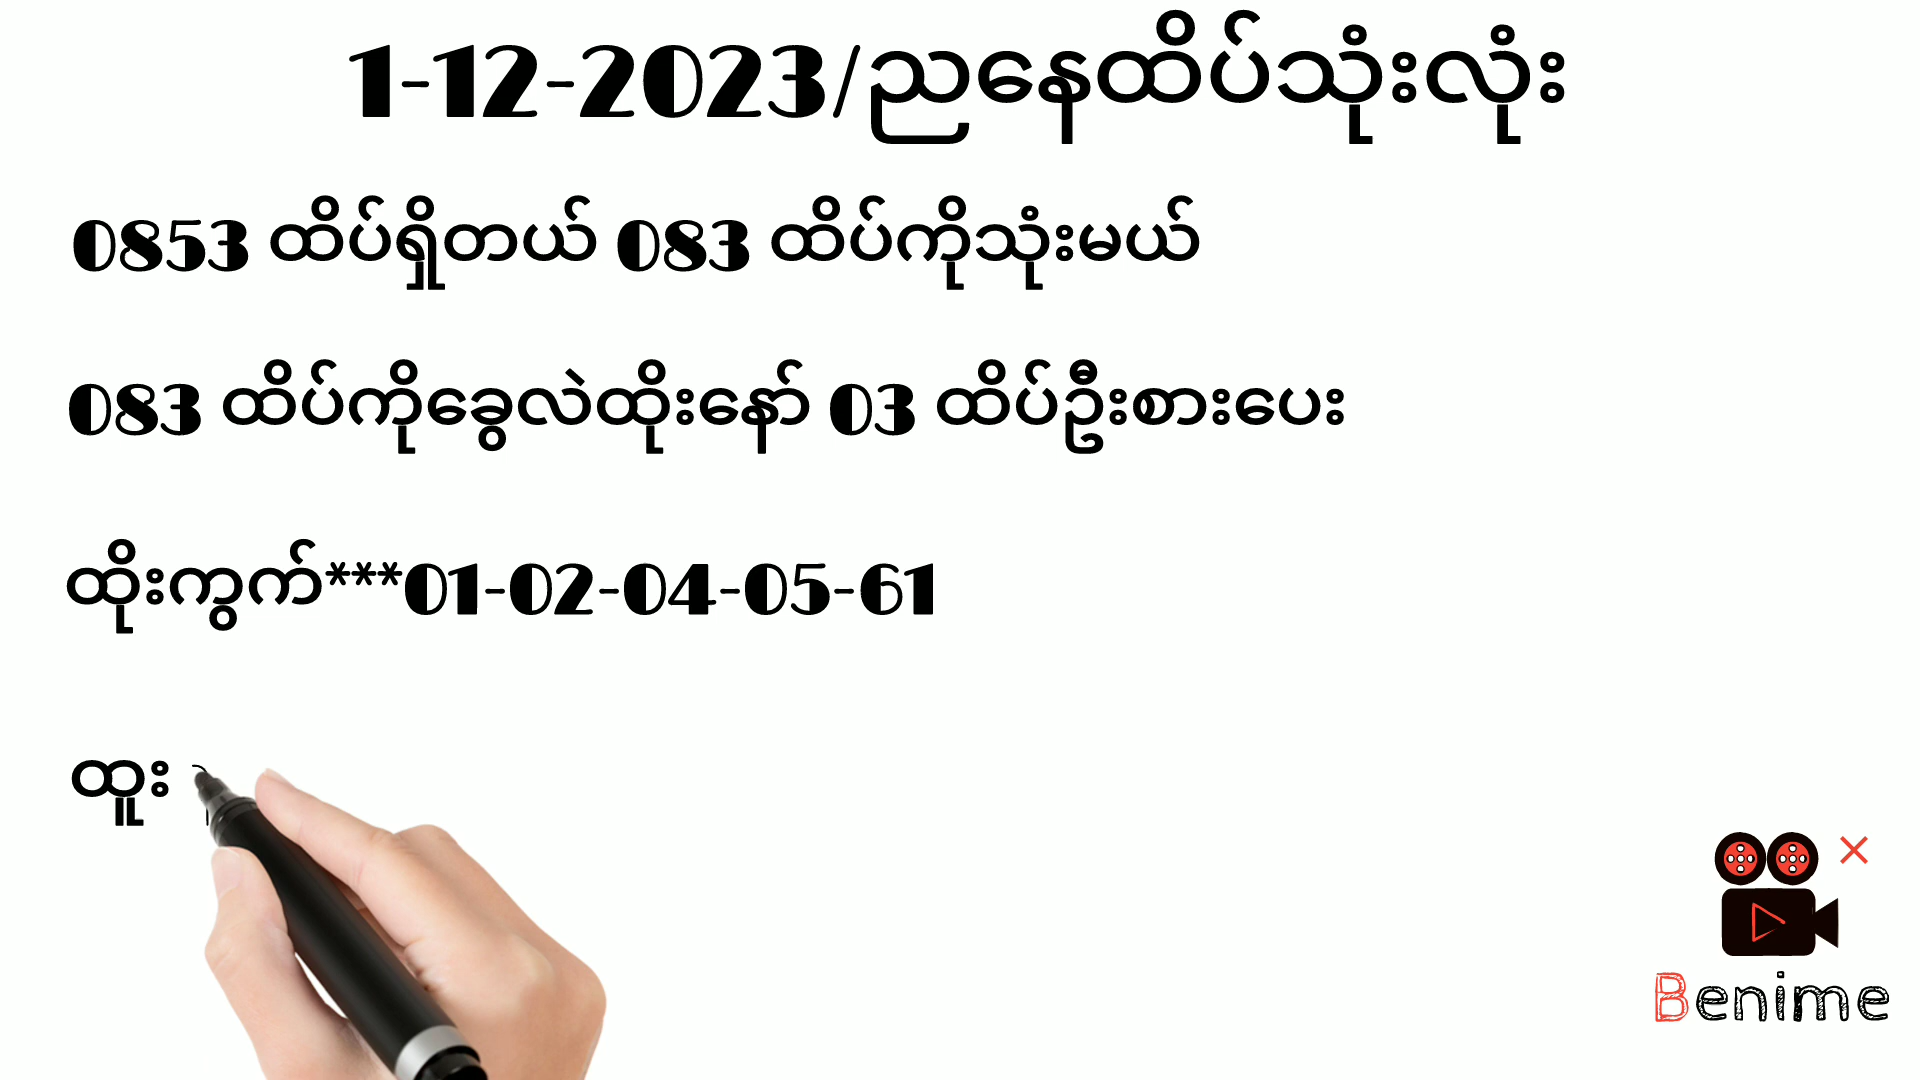 1-12-2023/ညနေထိပ်သုံးလုံး
0853 ထိပ်ရှိတယ် 083 ထိပ်ကိုသုံးမယ်
083 ထိပ်ကိုခွေလဲထိုးနော် 03 ထိပ်ဦးစားပေး
ထိုးကွက်***01-02-04-05-61
ထူး
Benime